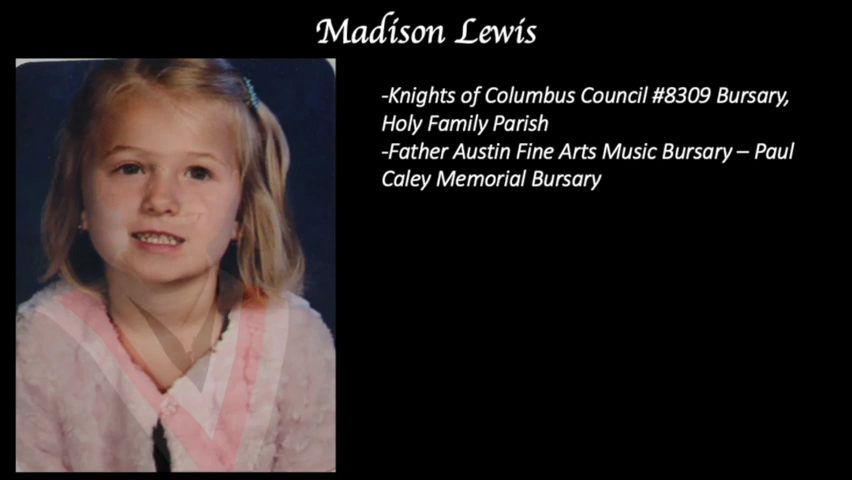 Madison Lewis
-Knights of Columbus Council #8309 Bursary,
Holy Family Parish
-Father Austin Fine Arts Music Bursary – Paul
Caley Memorial Bursary